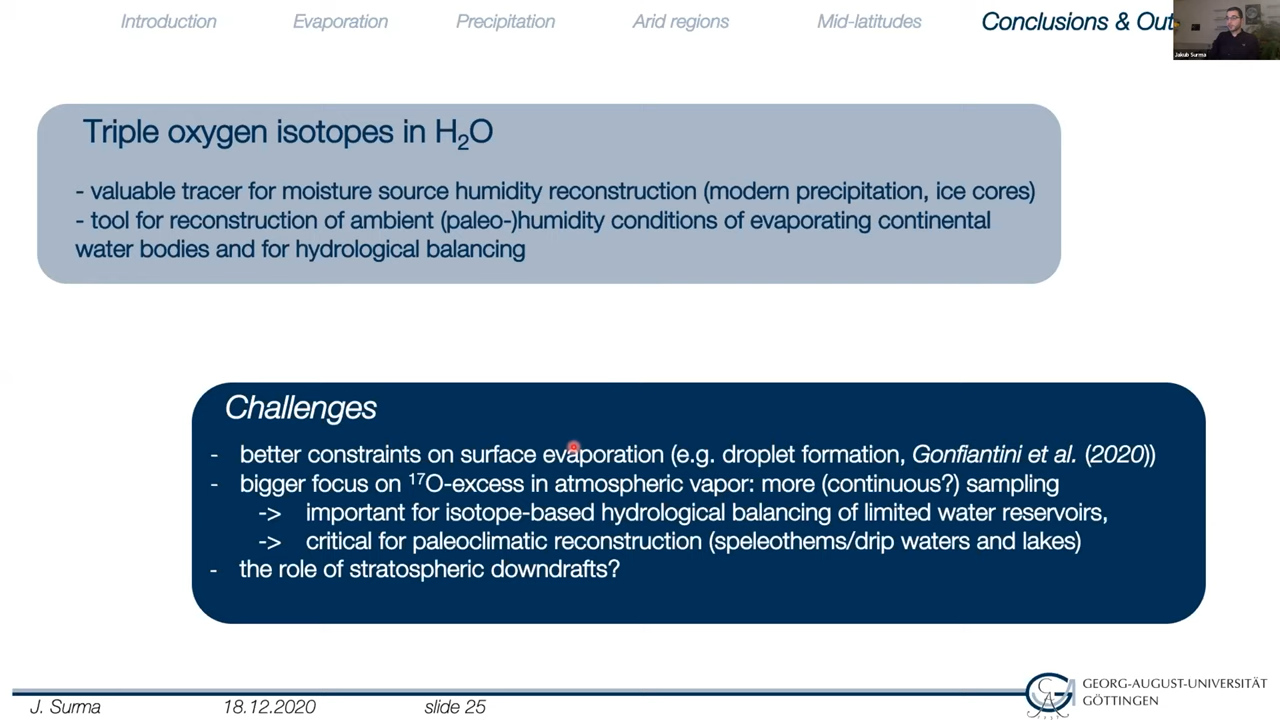 Introduction Evaporation Precipitation Arid regions Mid-latitudes Conclusions & Out
Jakub Surma
Triple oxygen isotopes in H₂O
- valuable tracer for moisture source humidity reconstruction (modern precipitation, ice cores)
- tool for reconstruction of ambient (paleo-)humidity conditions of evaporating continental
water bodies and for hydrological balancing
Challenges
- better constraints on surface evaporation (e.g. droplet formation, Gonfiantini et al. (2020))
- bigger focus on ¹⁷O-excess in atmospheric vapor: more (continuous?) sampling
-> important for isotope-based hydrological balancing of limited water reservoirs,
-> critical for paleoclimatic reconstruction (speleothems/drip waters and lakes)
- the role of stratospheric downdrafts?
J. Surma 18.12.2020 slide 25
GEORG-AUGUST-UNIVERSITÄT
GÖTTINGEN